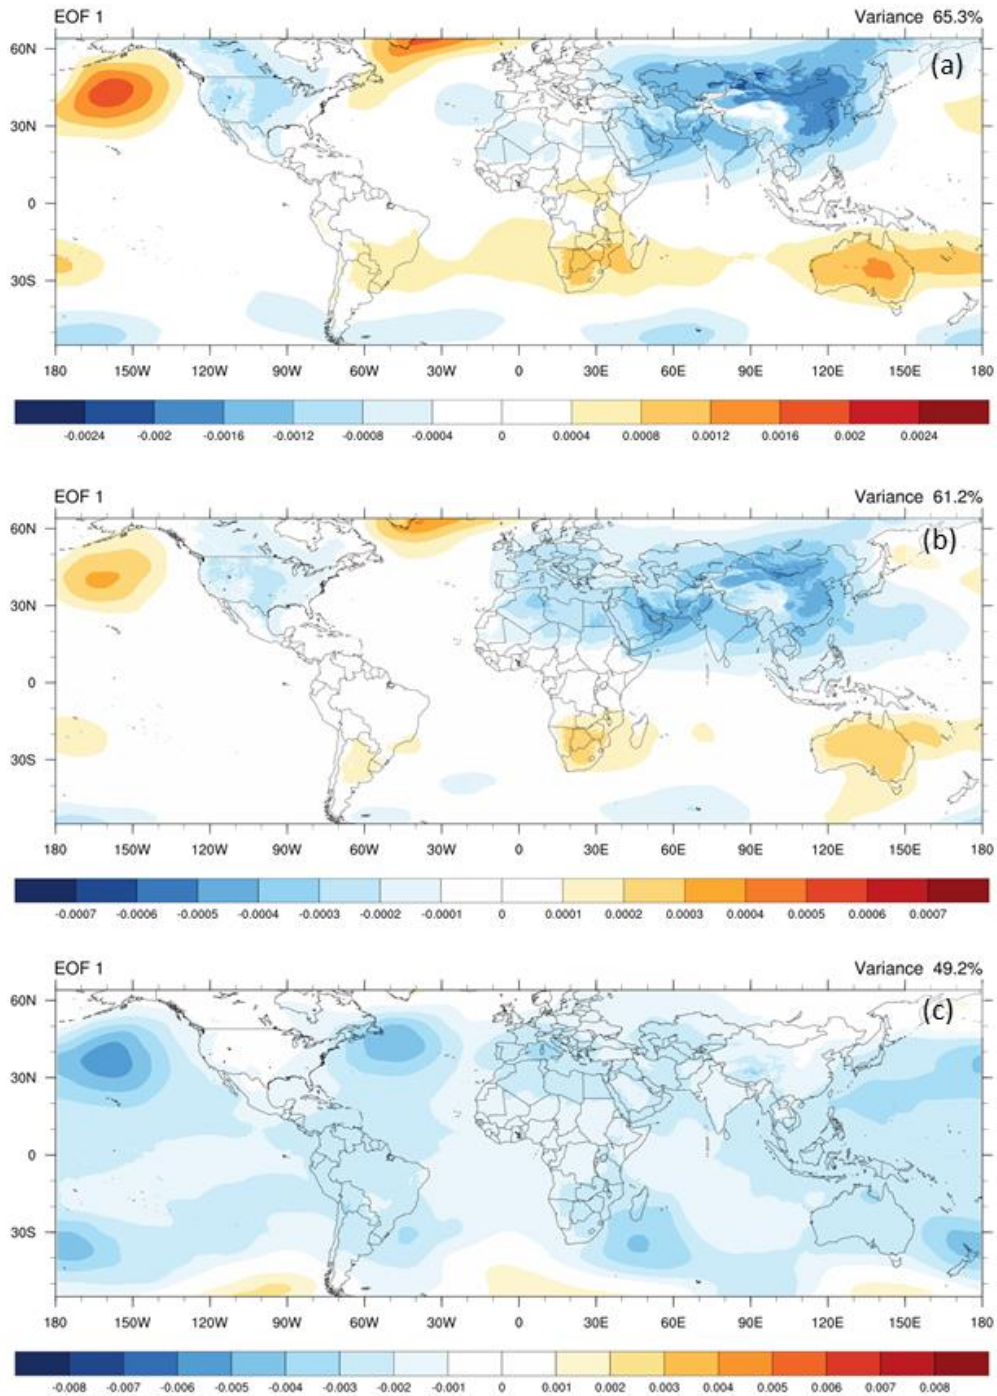 EOF 1 Variance 65.3%
(a)
60N
30N
0
30S
180 150W 120W 90W 60W 30W 0 30E 60E 90E 120E 150E 180
-0.0024 -0.002 -0.0016 -0.0012 -0.0008 -0.0004 0 0.0004 0.0008 0.0012 0.0016 0.002 0.0024
EOF 1 Variance 61.2%
(b)
60N
30N
0
30S
180 150W 120W 90W 60W 30W 0 30E 60E 90E 120E 150E 180
-0.0007 -0.0006 -0.0005 -0.0004 -0.0003 -0.0002 -0.0001 0 0.0001 0.0002 0.0003 0.0004 0.0005 0.0006 0.0007
EOF 1 Variance 49.2%
(c)
60N
30N
0
30S
180 150W 120W 90W 60W 30W 0 30E 60E 90E 120E 150E 180
-0.008 -0.007 -0.006 -0.005 -0.004 -0.003 -0.002 -0.001 0 0.001 0.002 0.003 0.004 0.005 0.006 0.007 0.008